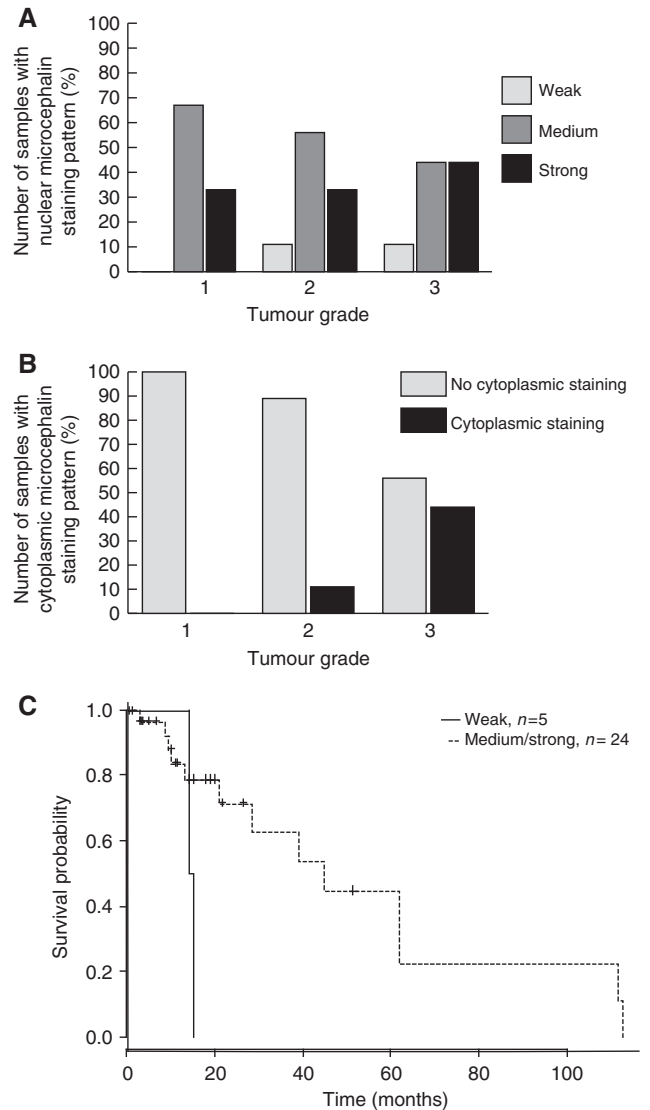 A
Number of samples with
nuclear microcephalin
staining pattern (%)
100
90
80
70
60
50
40
30
20
10
0
1
2
3
Tumour grade
Weak
Medium
Strong
B
Number of samples with
cytoplasmic microcephalin
staining pattern (%)
100
90
80
70
60
50
40
30
20
10
0
1
2
3
Tumour grade
No cytoplasmic staining
Cytoplasmic staining
C
Survival probability
1.0
0.8
0.6
0.4
0.2
0.0
0
20
40
60
80
100
Time (months)
Weak, n=5
Medium/strong, n= 24